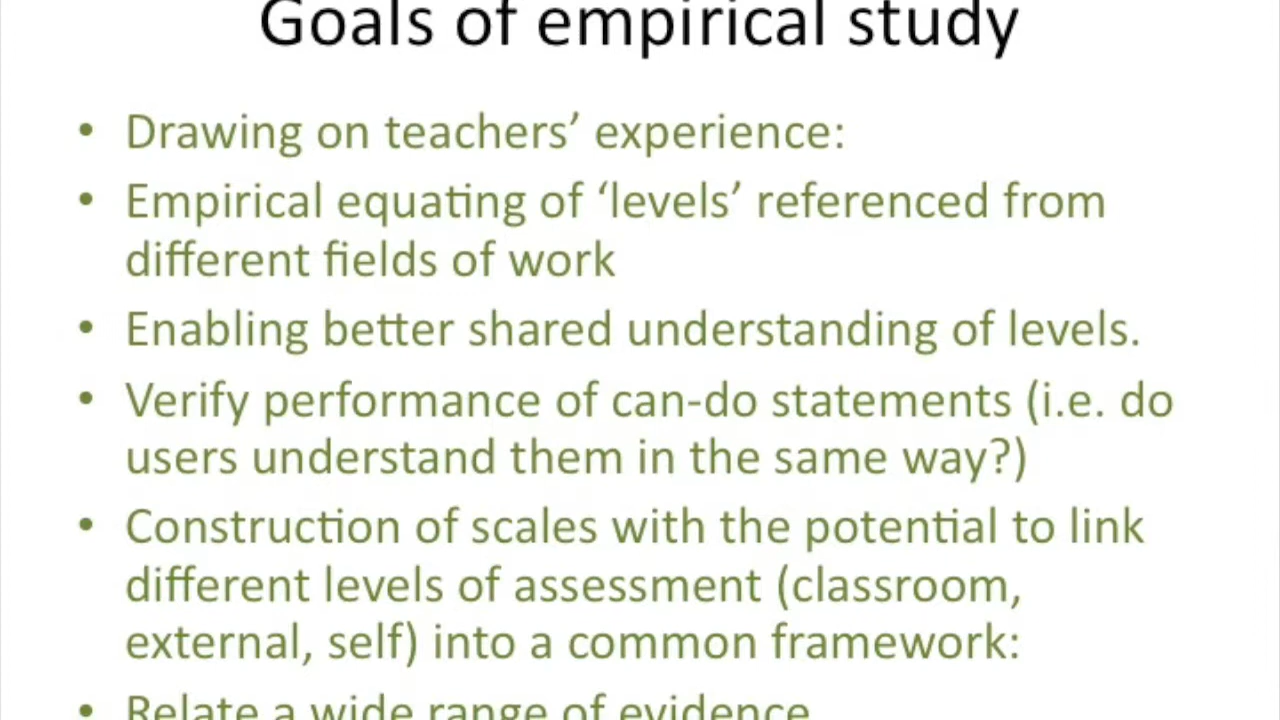 Goals of empirical study
• Drawing on teachers’ experience:
• Empirical equating of ‘levels’ referenced from
different fields of work
• Enabling better shared understanding of levels.
• Verify performance of can-do statements (i.e. do
users understand them in the same way?)
• Construction of scales with the potential to link
different levels of assessment (classroom,
external, self) into a common framework:
• Relate a wide range of evidence